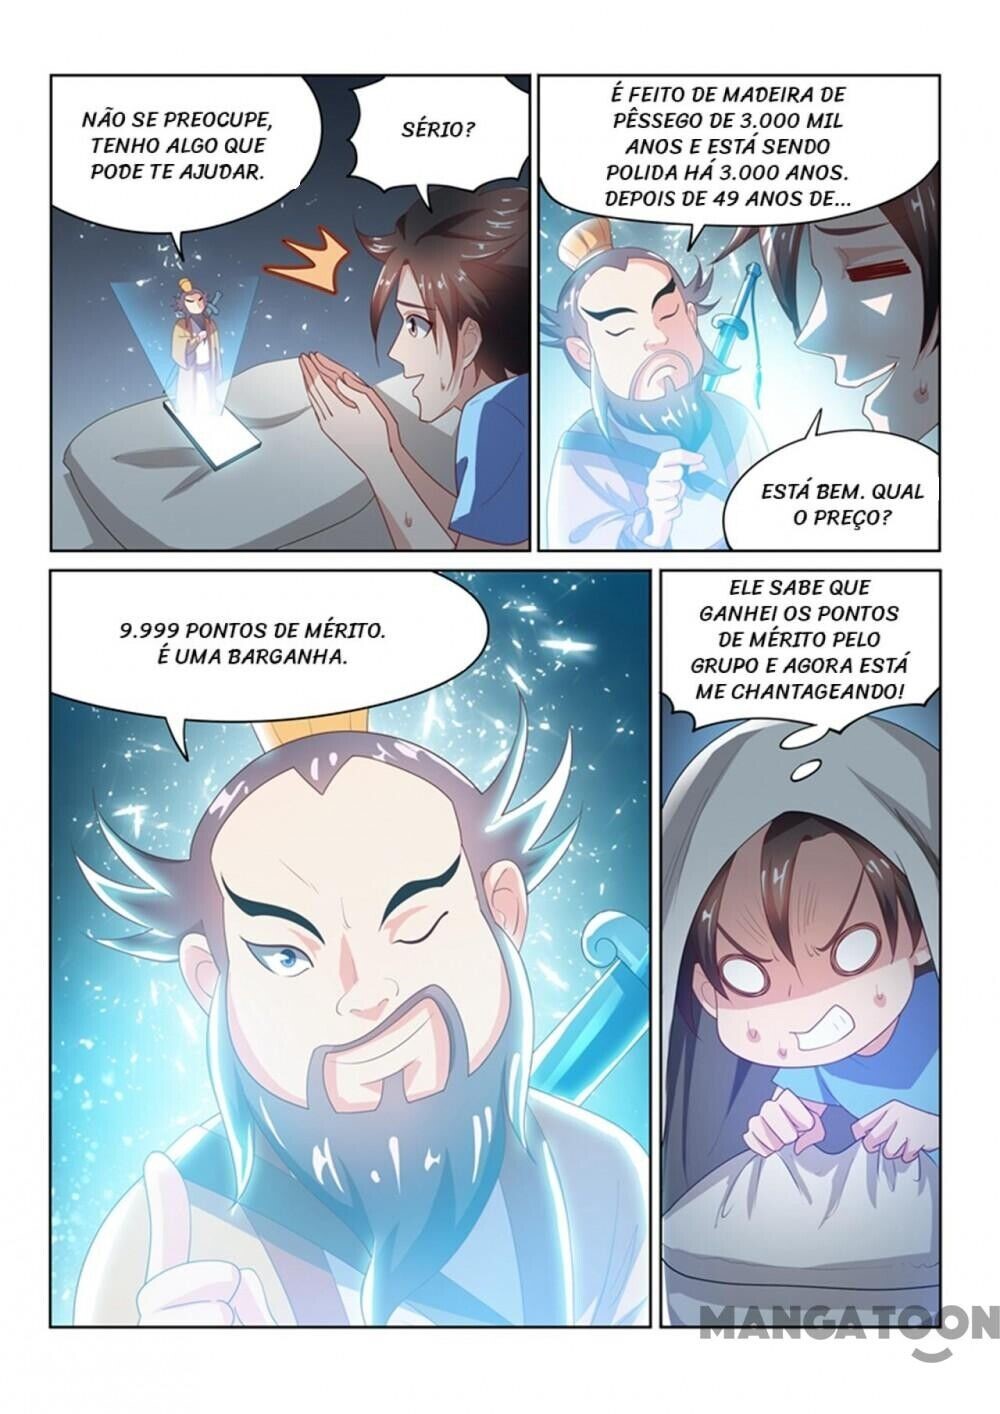 NÃO SE PREOCUPE,
TENHO ALGO QUE
PODE TE AJUDAR.
SÉRIO?
É FEITO DE MADEIRA DE
PÊSSEGO DE 3.000 MIL
ANOS E ESTÁ SENDO
POLIDA HÁ 3.000 ANOS.
DEPOIS DE 49 ANOS DE...
ESTÁ BEM. QUAL
O PREÇO?
9.999 PONTOS DE MÉRITO.
É UMA BARGANHA.
ELE SABE QUE
GANHEI OS PONTOS
DE MÉRITO PELO
GRUPO E AGORA ESTÁ
ME CHANTAGEANDO!
MANGATOON